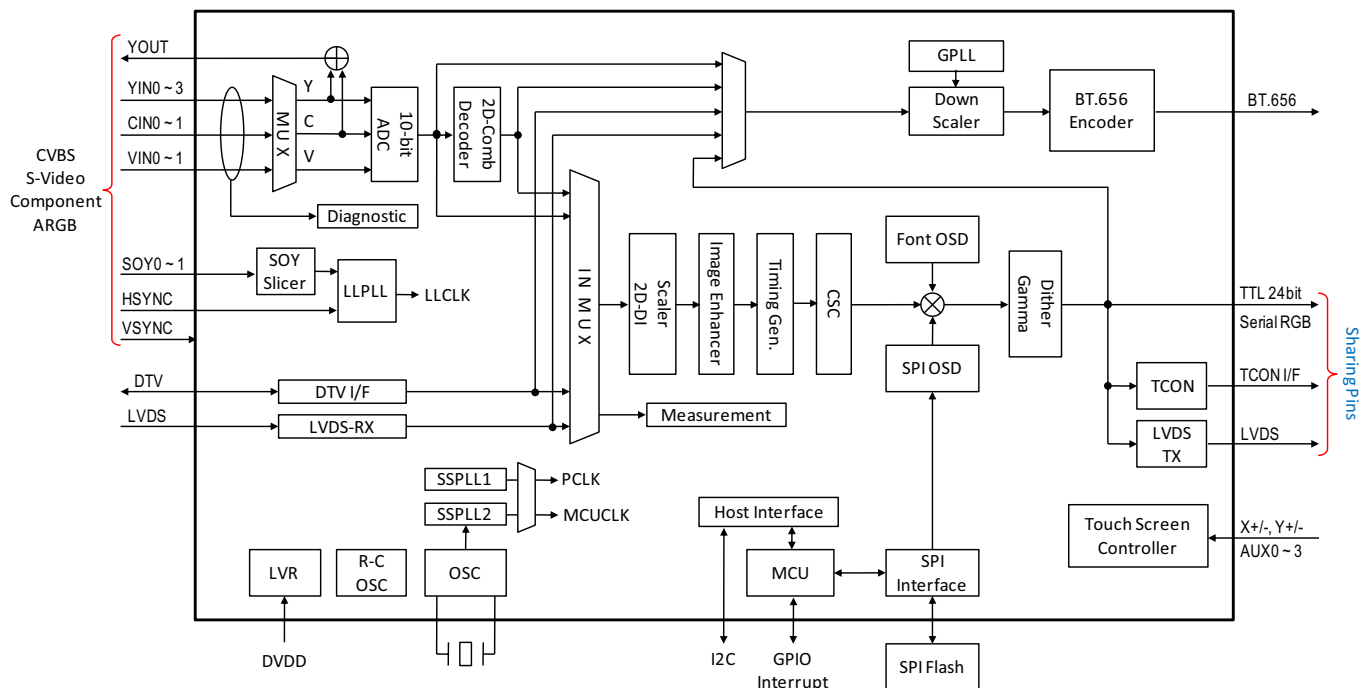 YOUT
YIN0 ~ 3
CIN0 ~ 1
VIN0 ~ 1
CVBS
S-Video
Component
ARGB
SOY0 ~ 1
HSYNC
VSYNC
DTV
LVDS
MUX
Y
C
V
10-bit
ADC
2D-Comb
Decoder
Diagnostic
SOY
Slicer
LLPLL
LLCLK
DTV I/F
LVDS-RX
IN MUX
Scaler
2D-DI
Image Enhancer
Timing Gen.
CSC
Measurement
GPLL
Down
Scaler
BT.656
Encoder
BT.656
Font OSD
SPI OSD
Dither
Gamma
TTL 24bit
Serial RGB
TCON
TCON I/F
LVDS
TX
LVDS
Sharing Pins
SSPLL1
SSPLL2
PCLK
MCUCLK
LVR
R-C
OSC
OSC
DVDD
Host Interface
MCU
SPI
Interface
I2C
GPIO
Interrupt
SPI Flash
Touch Screen
Controller
X+/-, Y+/-
AUX0 ~ 3